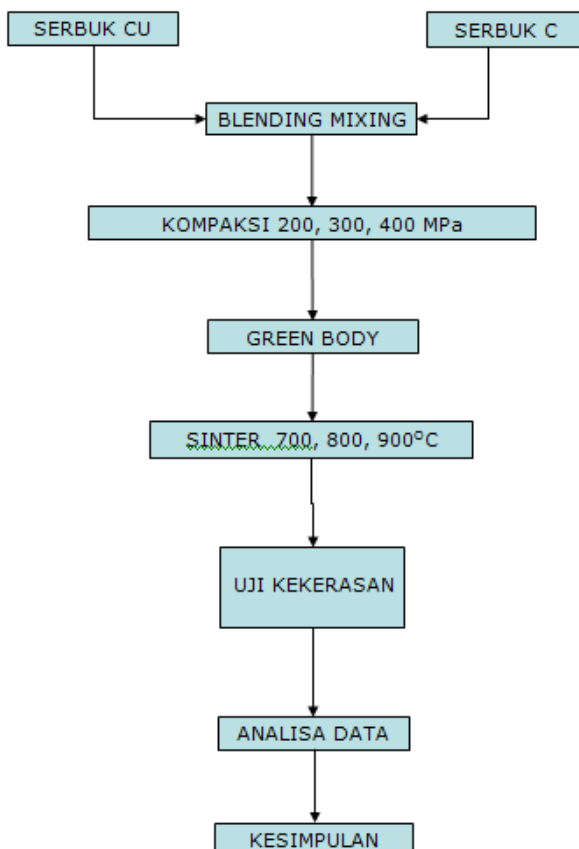 SERBUK CU
SERBUK C
BLENDING MIXING
KOMPAKSI 200, 300, 400 MPa
GREEN BODY
SINTER 700, 800, 900°C
UJI KEKERASAN
ANALISA DATA
KESIMPULAN